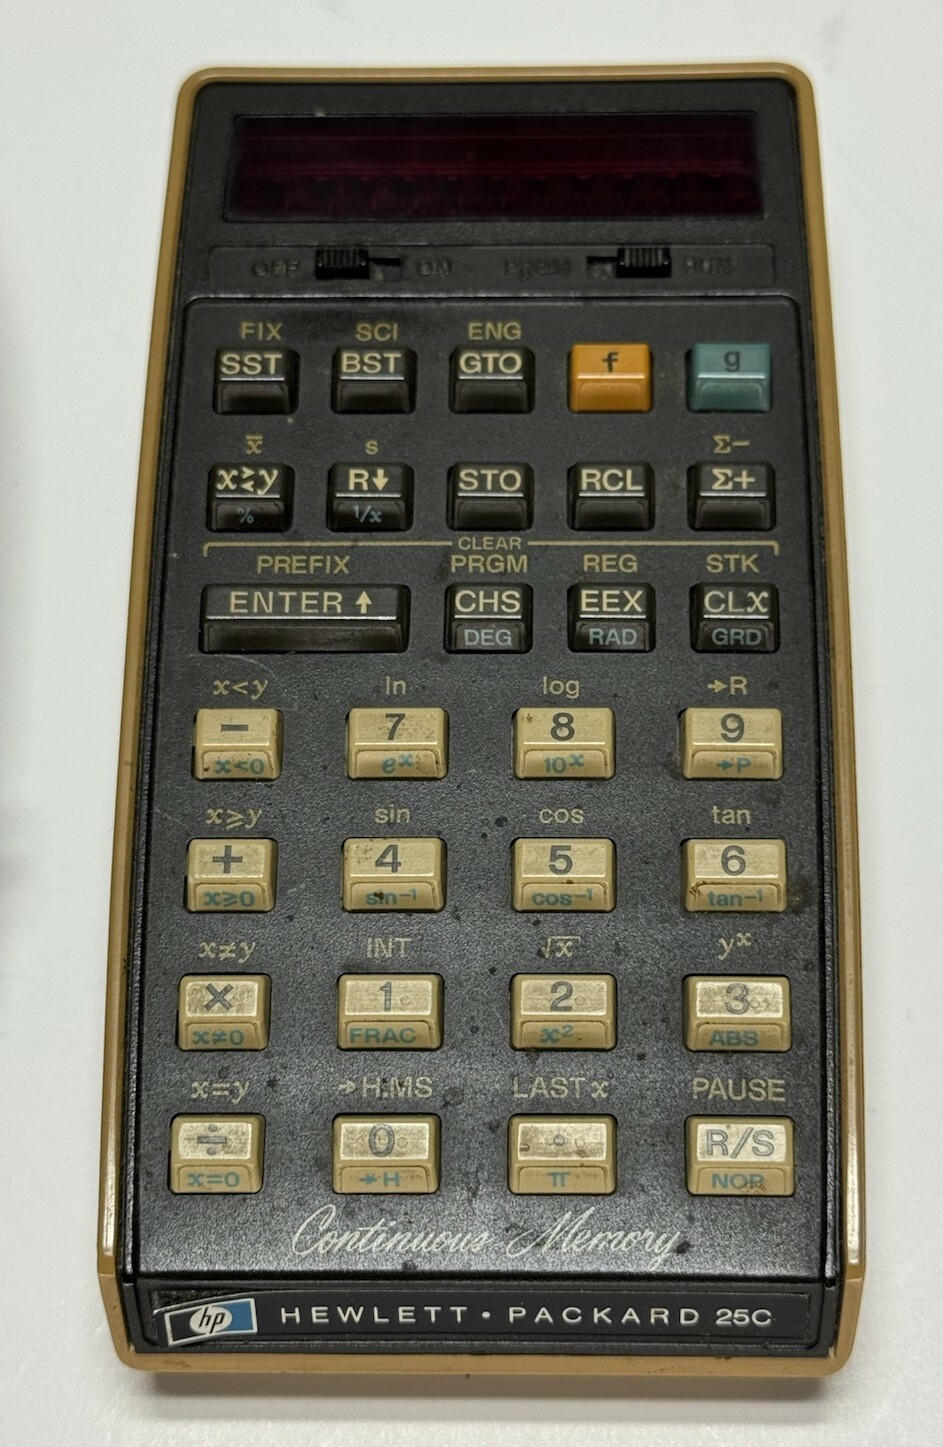 OFF ON PRGM RUN
FIX SCI ENG
SST BST GTO f g
x̄ s Σ−
x≷y R↓ STO RCL Σ+
% 1/x
CLEAR
PREFIX PRGM REG STK
ENTER↑ CHS EEX CLX
DEG RAD GRD
x<y ln log →R
− 7 8 9
x<0 eˣ 10ˣ →P
x≥y sin cos tan
+ 4 5 6
x≥0 sin⁻¹ cos⁻¹ tan⁻¹
x≠y INT √x yˣ
× 1 2 3
x≠0 FRAC x² ABS
x=y →H.MS LAST x PAUSE
÷ 0 · R/S
x=0 →H π NOP
Continuous Memory
hp HEWLETT · PACKARD 25C